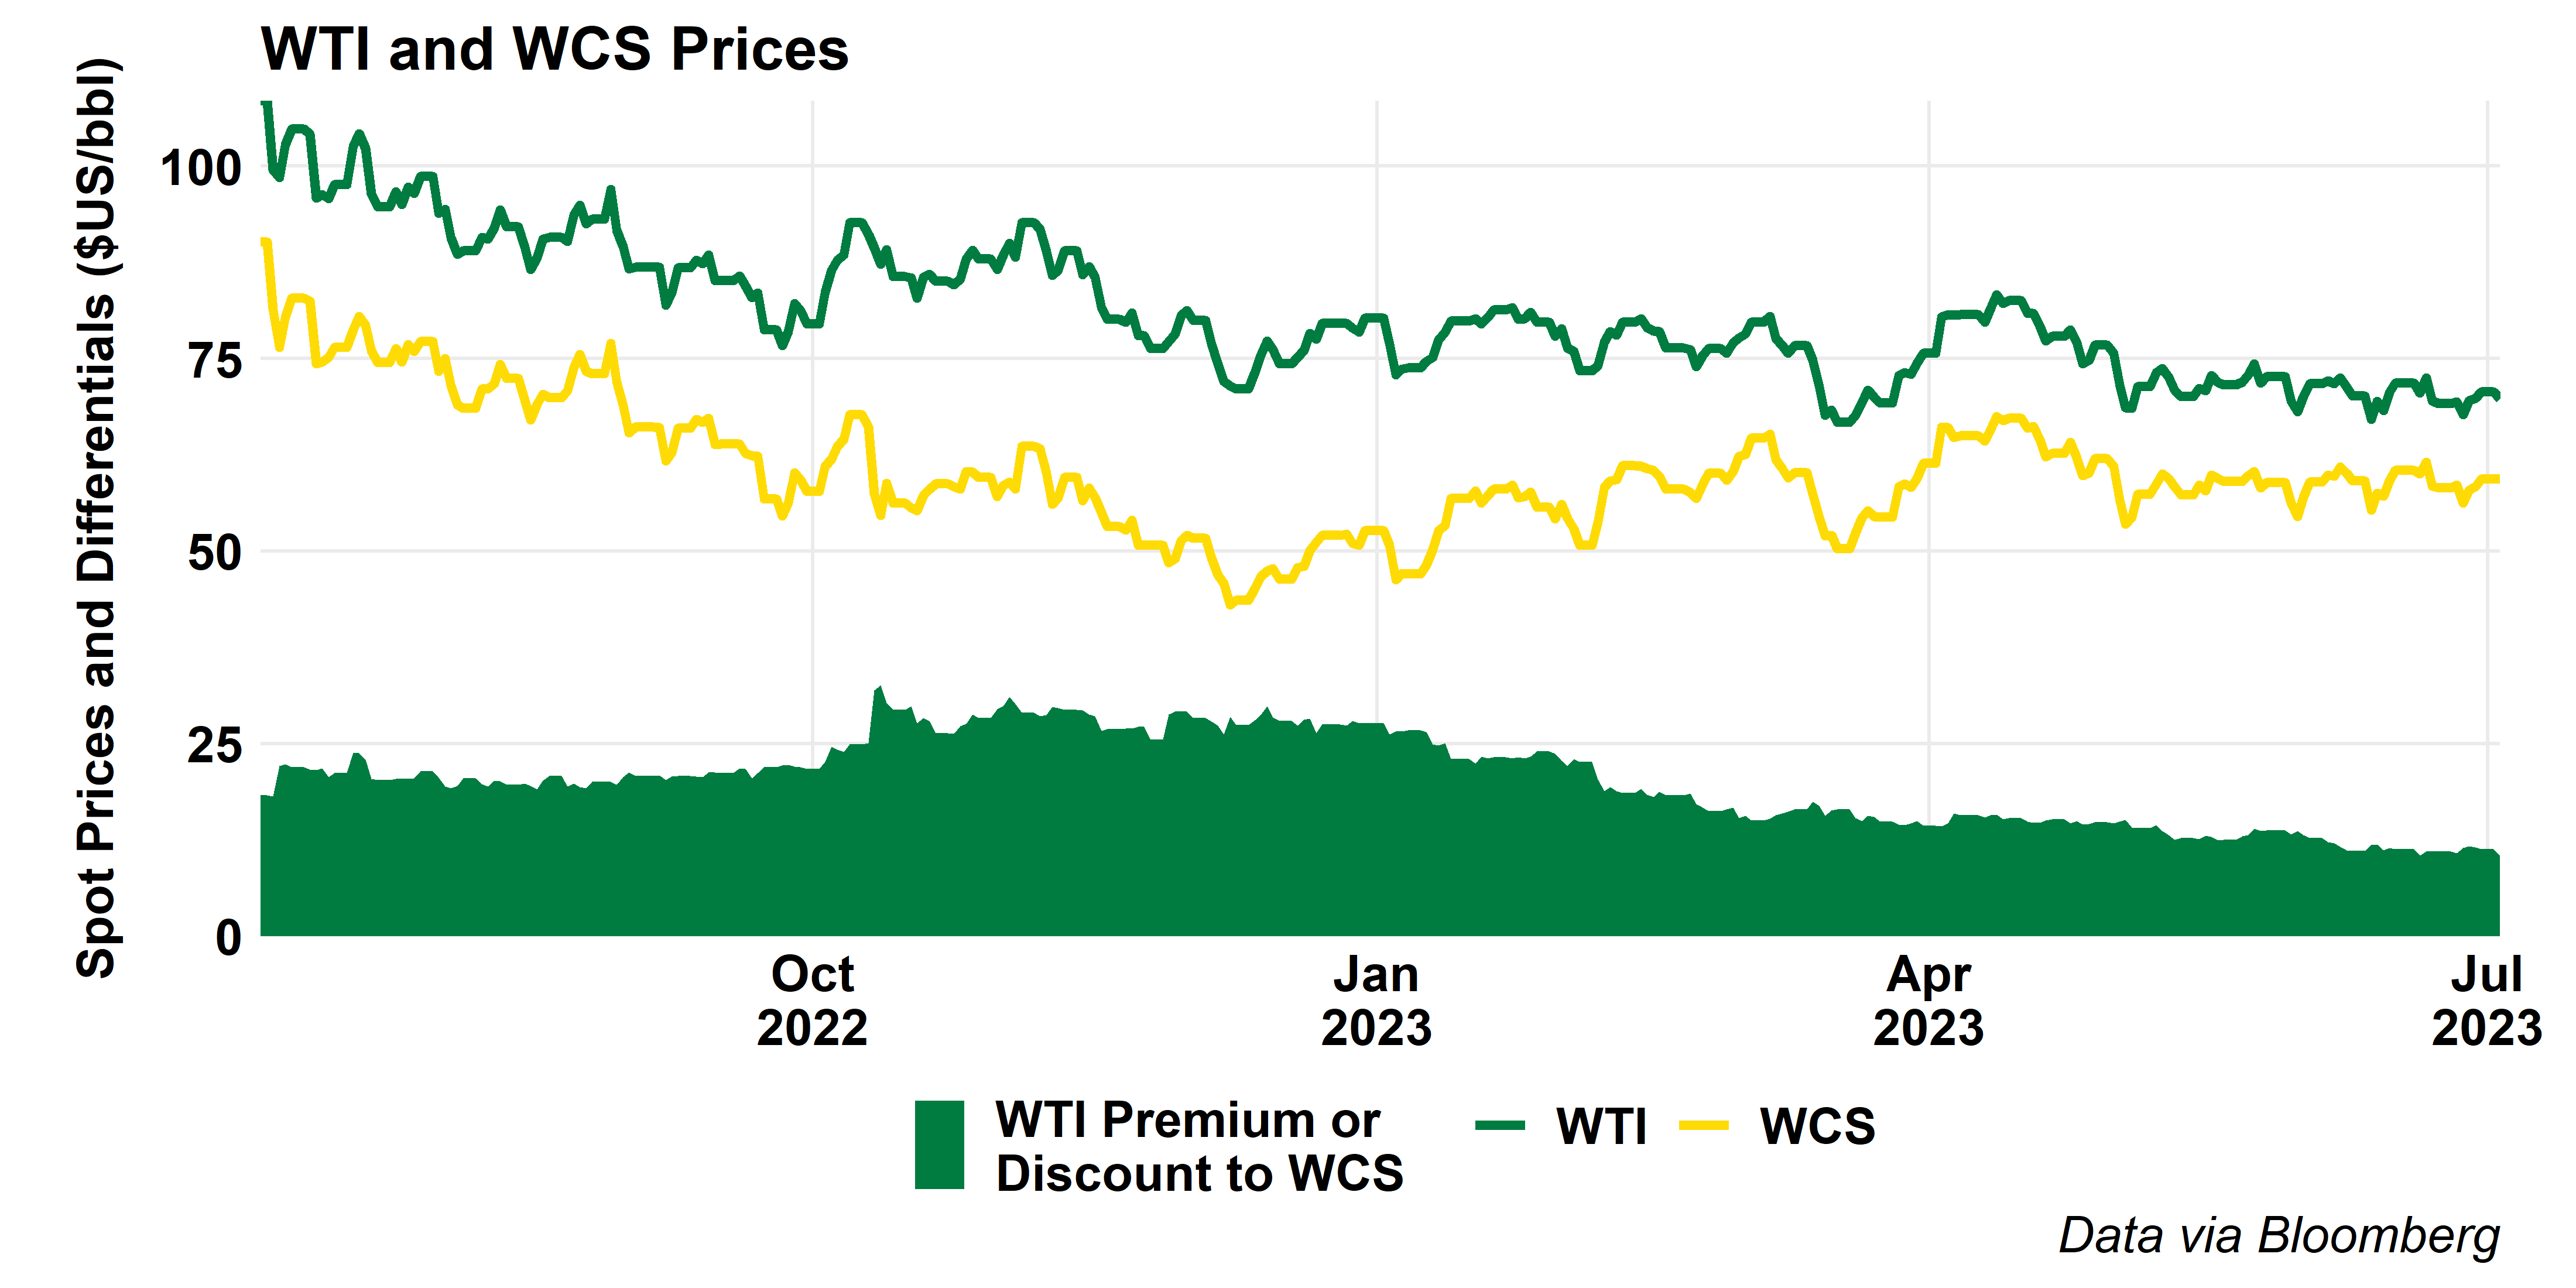 WTI and WCS Prices
Spot Prices and Differentials ($US/bbl)
100
75
50
25
0
Oct
2022
Jan
2023
Apr
2023
Jul
2023
WTI Premium or
Discount to WCS
WTI
WCS
Data via Bloomberg